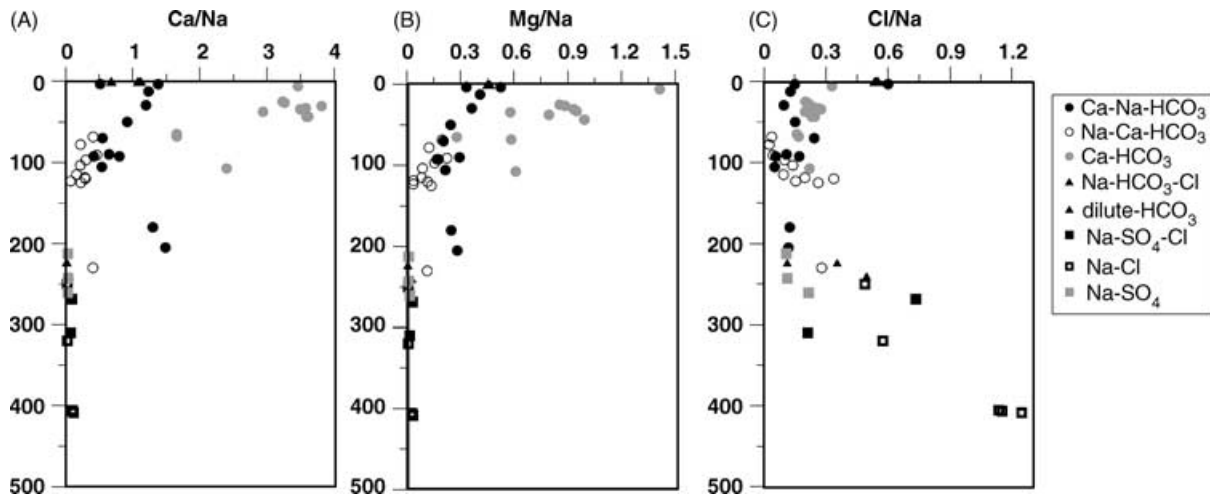 (A) Ca/Na
0 1 2 3 4
0
100
200
300
400
500
(B) Mg/Na
0 0.3 0.6 0.9 1.2 1.5
0
100
200
300
400
500
(C) Cl/Na
0 0.3 0.6 0.9 1.2
0
100
200
300
400
500
Ca-Na-HCO₃
Na-Ca-HCO₃
Ca-HCO₃
Na-HCO₃-Cl
dilute-HCO₃
Na-SO₄-Cl
Na-Cl
Na-SO₄